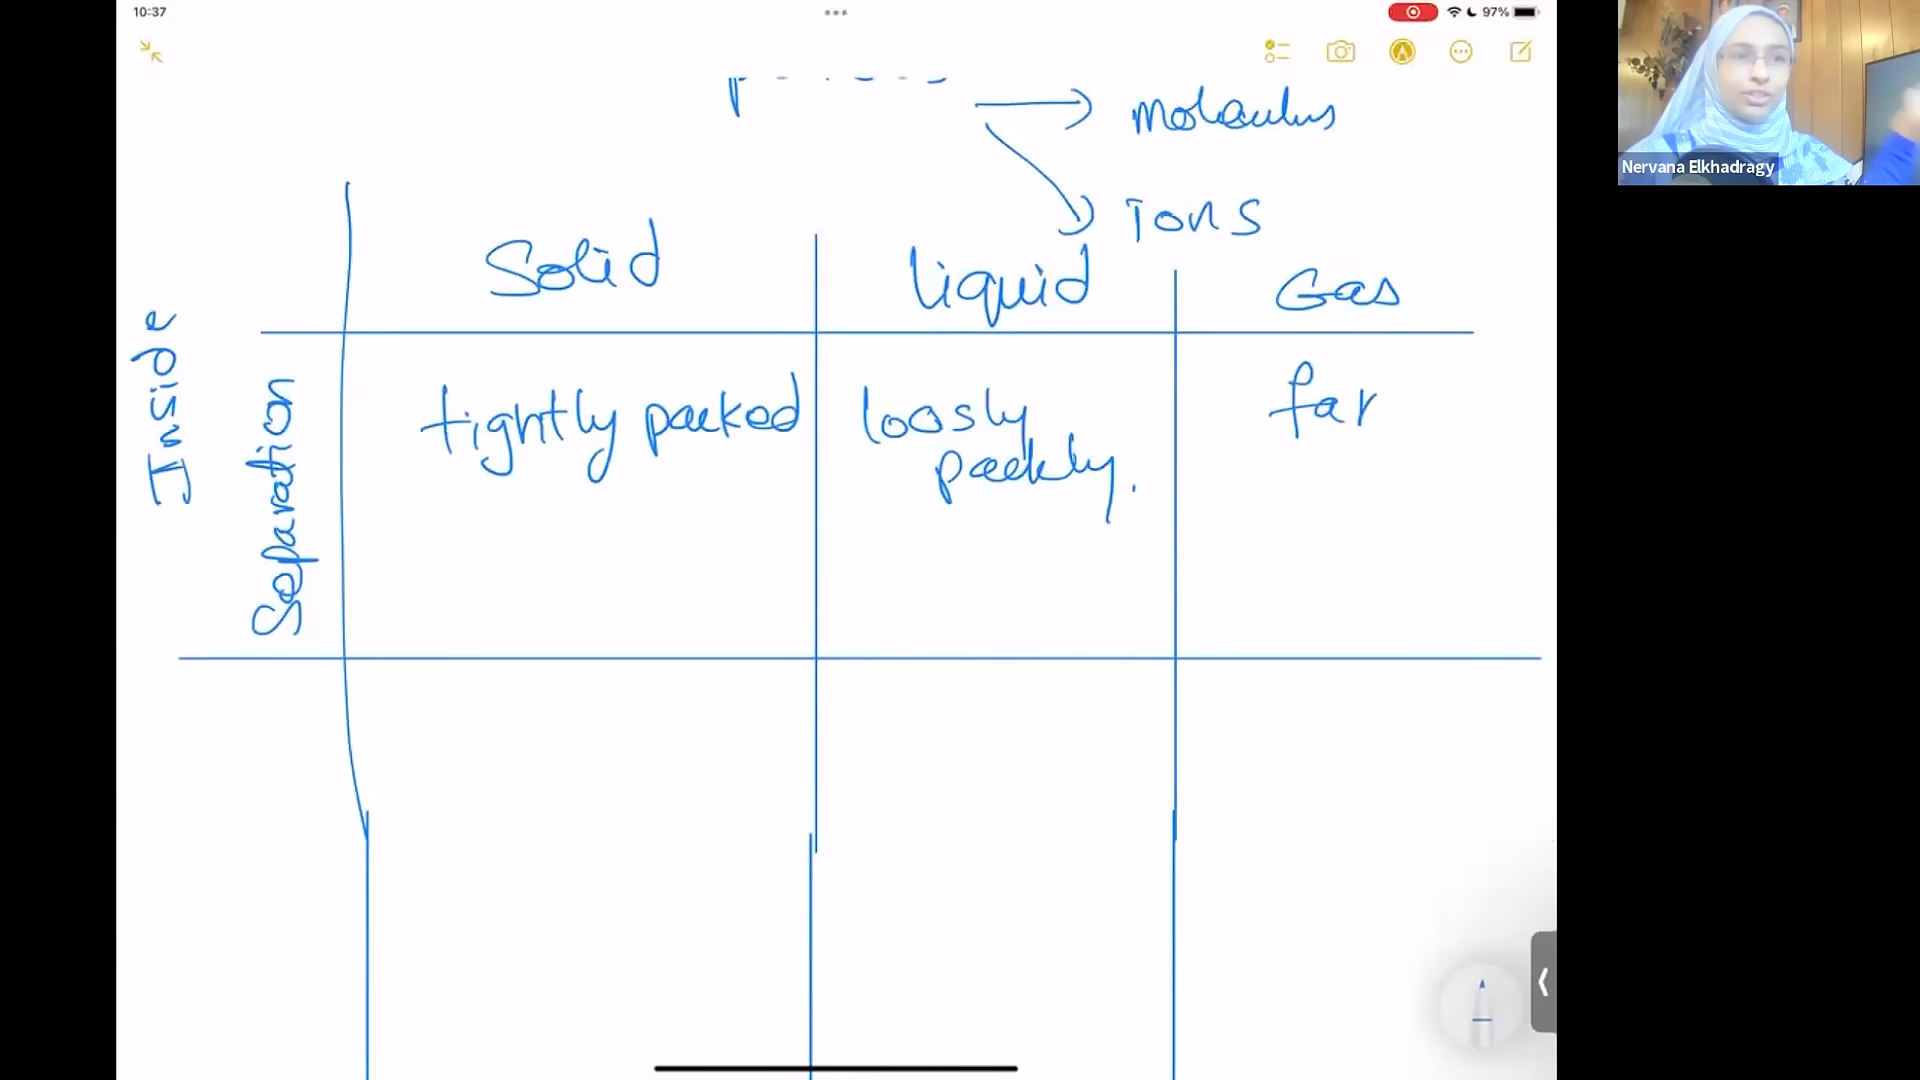 10:37
97%
Nervana Elkhadragy
Molecules
Ions
Solid
liquid
Gas
Inside
Separation
tightly packed
loosly
packly.
far